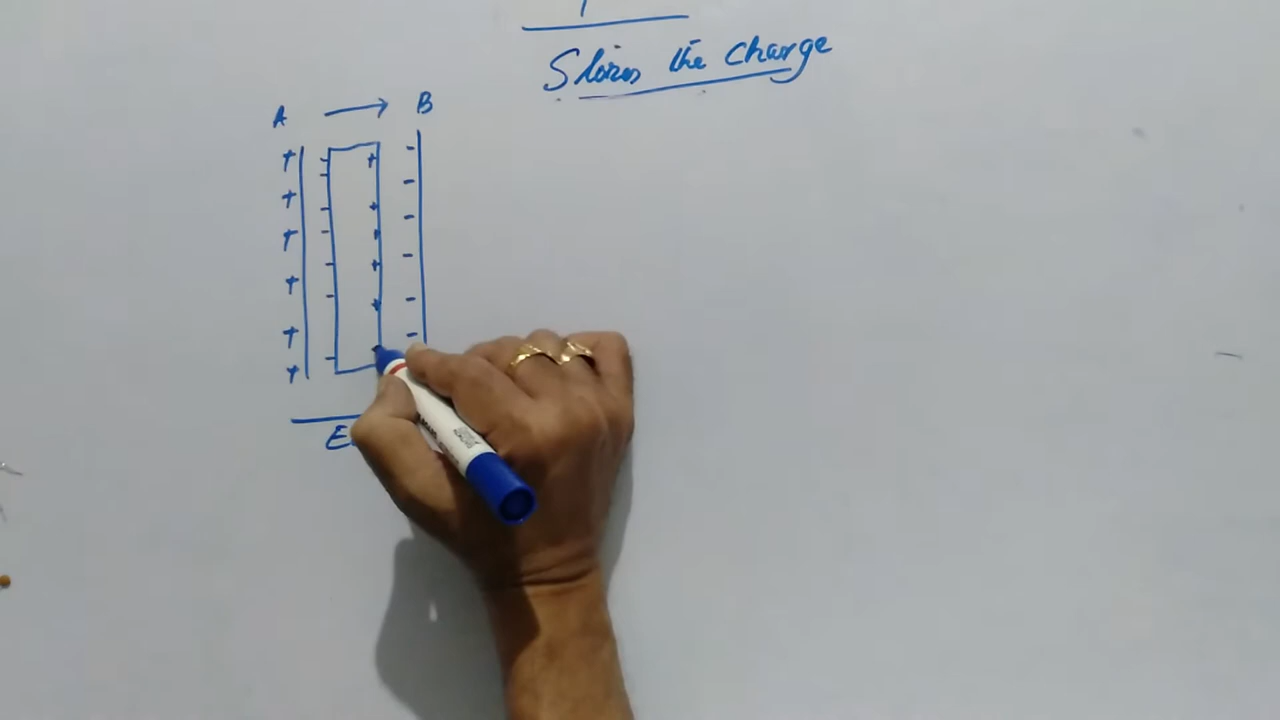 Stores the charge
A → B
+ - + -
+ - + -
+ - + -
+ - + -
+ - + -
+ - -
E